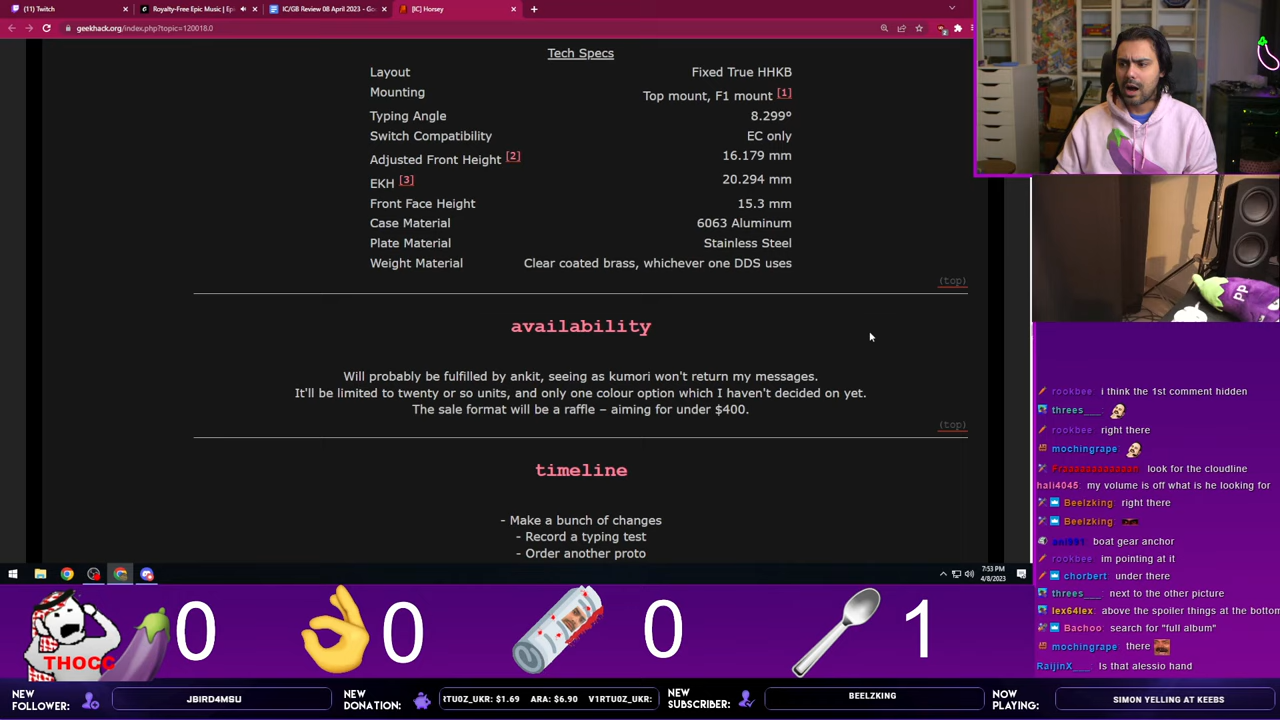 (11) Twitch
Royalty-Free Epic Music | Ep
IC/GB Review 08 April 2023 - Go
[IC] Horsey
geekhack.org/index.php?topic=120018.0
Tech Specs
Layout Fixed True HHKB
Mounting Top mount, F1 mount [1]
Typing Angle 8.299º
Switch Compatibility EC only
Adjusted Front Height [2] 16.179 mm
EKH [3] 20.294 mm
Front Face Height 15.3 mm
Case Material 6063 Aluminum
Plate Material Stainless Steel
Weight Material Clear coated brass, whichever one DDS uses
(top)
availability
Will probably be fulfilled by ankit, seeing as kumori won't return my messages.
It'll be limited to twenty or so units, and only one colour option which I haven't decided on yet.
The sale format will be a raffle – aiming for under $400.
(top)
timeline
- Make a bunch of changes
- Record a typing test
- Order another proto
7:53 PM
4/8/2023
PP
rookbee i think the 1st comment hidden
threes___:
rookbee right there
mochingrape:
look for the cloudline
hali4045: my volume is off what is he looking for
Beelzking: right there
Beelzking:
boat gear anchor
rookbee im pointing at it
chorbert: under there
threes___: next to the other picture
lex64lex: above the spoiler things at the bottom
Bachoo: search for "full album"
mochingrape: there
RaijinX__: Is that alessio hand
THOCC
0
0
0
1
NEW FOLLOWER:
JBIRD4MSU
NEW DONATION:
RTU0Z_UKR: $1.69 ARA: $6.90 V1RTU0Z_UKR:
NEW SUBSCRIBER:
BEELZKING
NOW PLAYING:
SIMON YELLING AT KEEBS